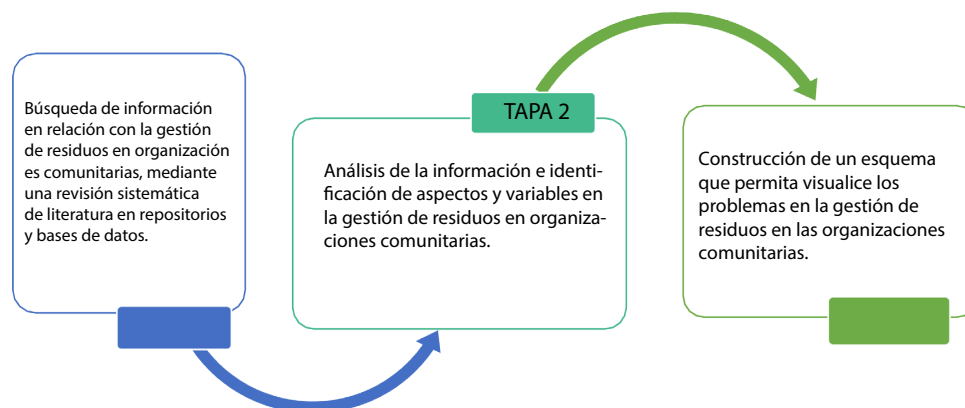 Búsqueda de información
en relación con la gestión
de residuos en organización
es comunitarias, mediante
una revisión sistemática
de literatura en repositorios
y bases de datos.
TAPA 2
Análisis de la información e identi-
ficación de aspectos y variables en
la gestión de residuos en organiza-
ciones comunitarias.
Construcción de un esquema
que permita visualice los
problemas en la gestión de
residuos en las organizaciones
comunitarias.